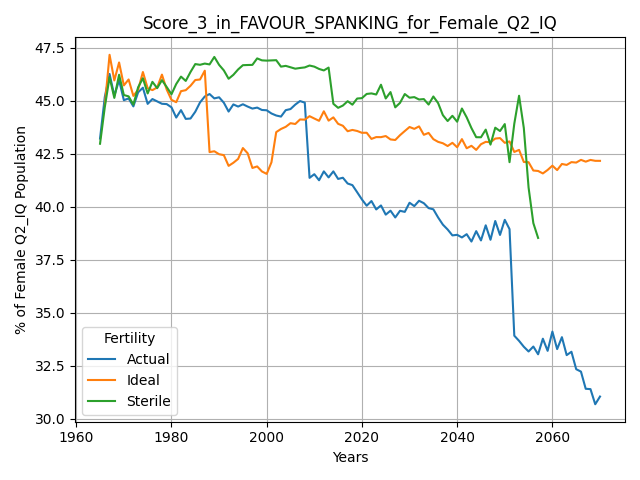 Score_3_in_FAVOUR_SPANKING_for_Female_Q2_IQ
47.5
45.0
42.5
40.0
37.5
35.0
32.5
30.0
% of Female Q2_IQ Population
Fertility
Actual
Ideal
Sterile
1960
1980
2000
2020
2040
2060
Years